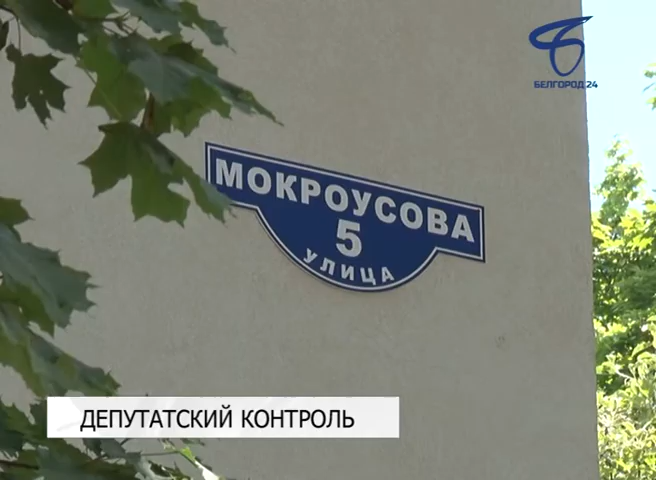 БЕЛГОРОД 24
МОКРОУСОВА
5
УЛИЦА
ДЕПУТАТСКИЙ КОНТРОЛЬ